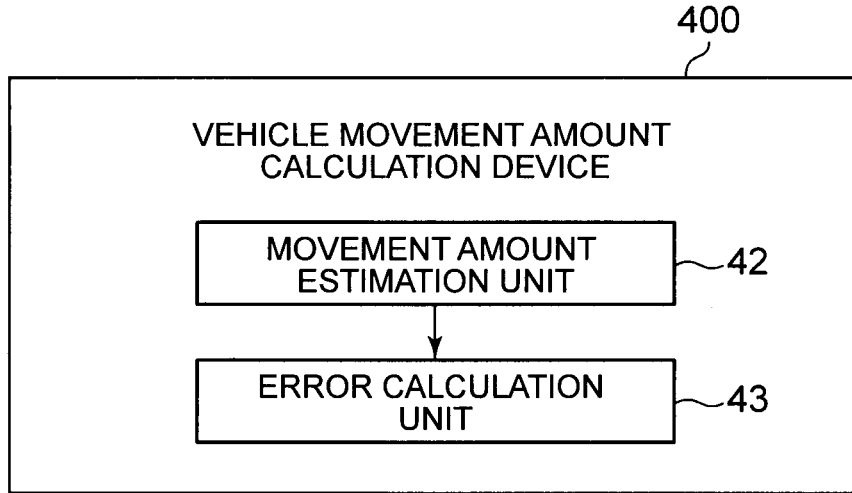 400
VEHICLE MOVEMENT AMOUNT
CALCULATION DEVICE
MOVEMENT AMOUNT
ESTIMATION UNIT
42
ERROR CALCULATION
UNIT
43